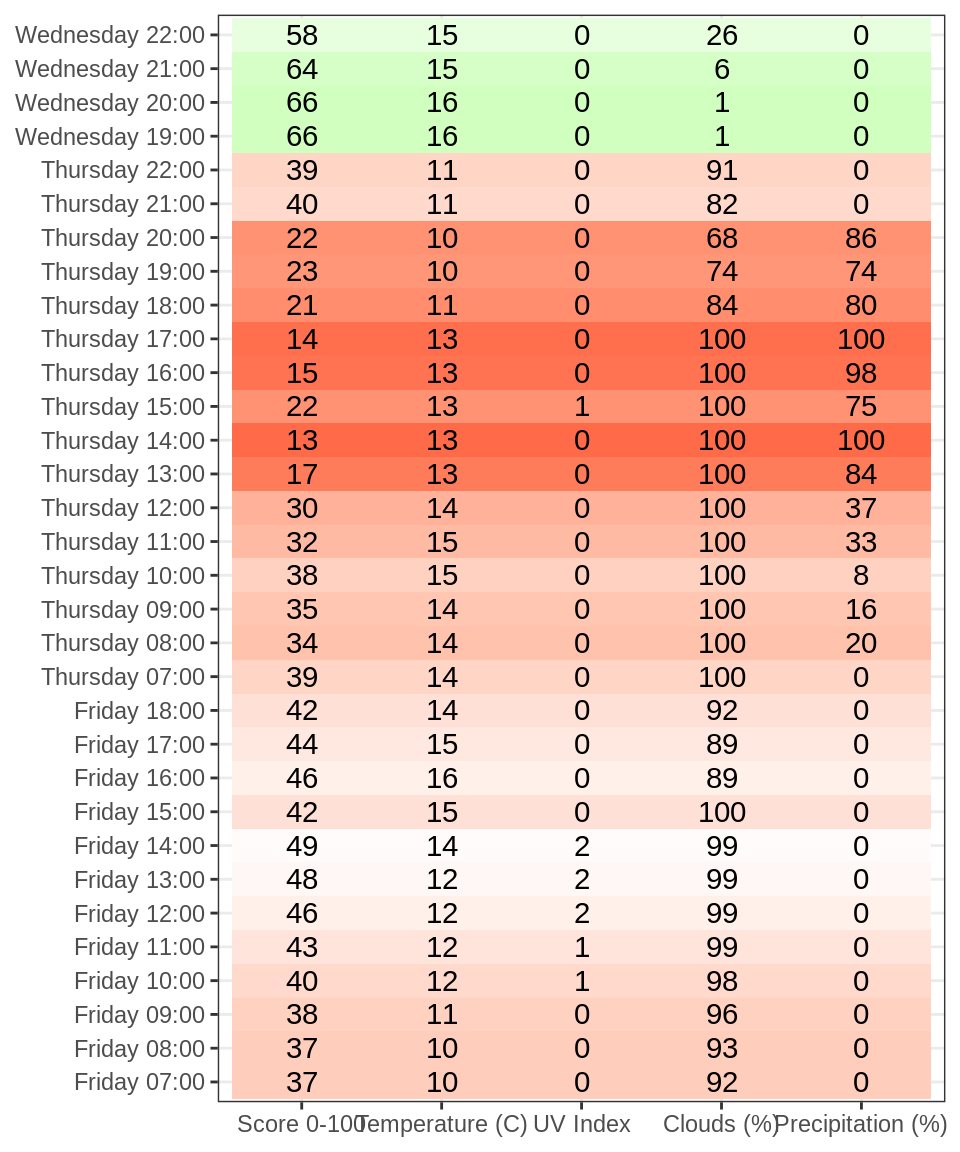 Wednesday 22:00 58 15 0 26 0
Wednesday 21:00 64 15 0 6 0
Wednesday 20:00 66 16 0 1 0
Wednesday 19:00 66 16 0 1 0
Thursday 22:00 39 11 0 91 0
Thursday 21:00 40 11 0 82 0
Thursday 20:00 22 10 0 68 86
Thursday 19:00 23 10 0 74 74
Thursday 18:00 21 11 0 84 80
Thursday 17:00 14 13 0 100 100
Thursday 16:00 15 13 0 100 98
Thursday 15:00 22 13 1 100 75
Thursday 14:00 13 13 0 100 100
Thursday 13:00 17 13 0 100 84
Thursday 12:00 30 14 0 100 37
Thursday 11:00 32 15 0 100 33
Thursday 10:00 38 15 0 100 8
Thursday 09:00 35 14 0 100 16
Thursday 08:00 34 14 0 100 20
Thursday 07:00 39 14 0 100 0
Friday 18:00 42 14 0 92 0
Friday 17:00 44 15 0 89 0
Friday 16:00 46 16 0 89 0
Friday 15:00 42 15 0 100 0
Friday 14:00 49 14 2 99 0
Friday 13:00 48 12 2 99 0
Friday 12:00 46 12 2 99 0
Friday 11:00 43 12 1 99 0
Friday 10:00 40 12 1 98 0
Friday 09:00 38 11 0 96 0
Friday 08:00 37 10 0 93 0
Friday 07:00 37 10 0 92 0
Score 0-100 Temperature (C) UV Index Clouds (%) Precipitation (%)